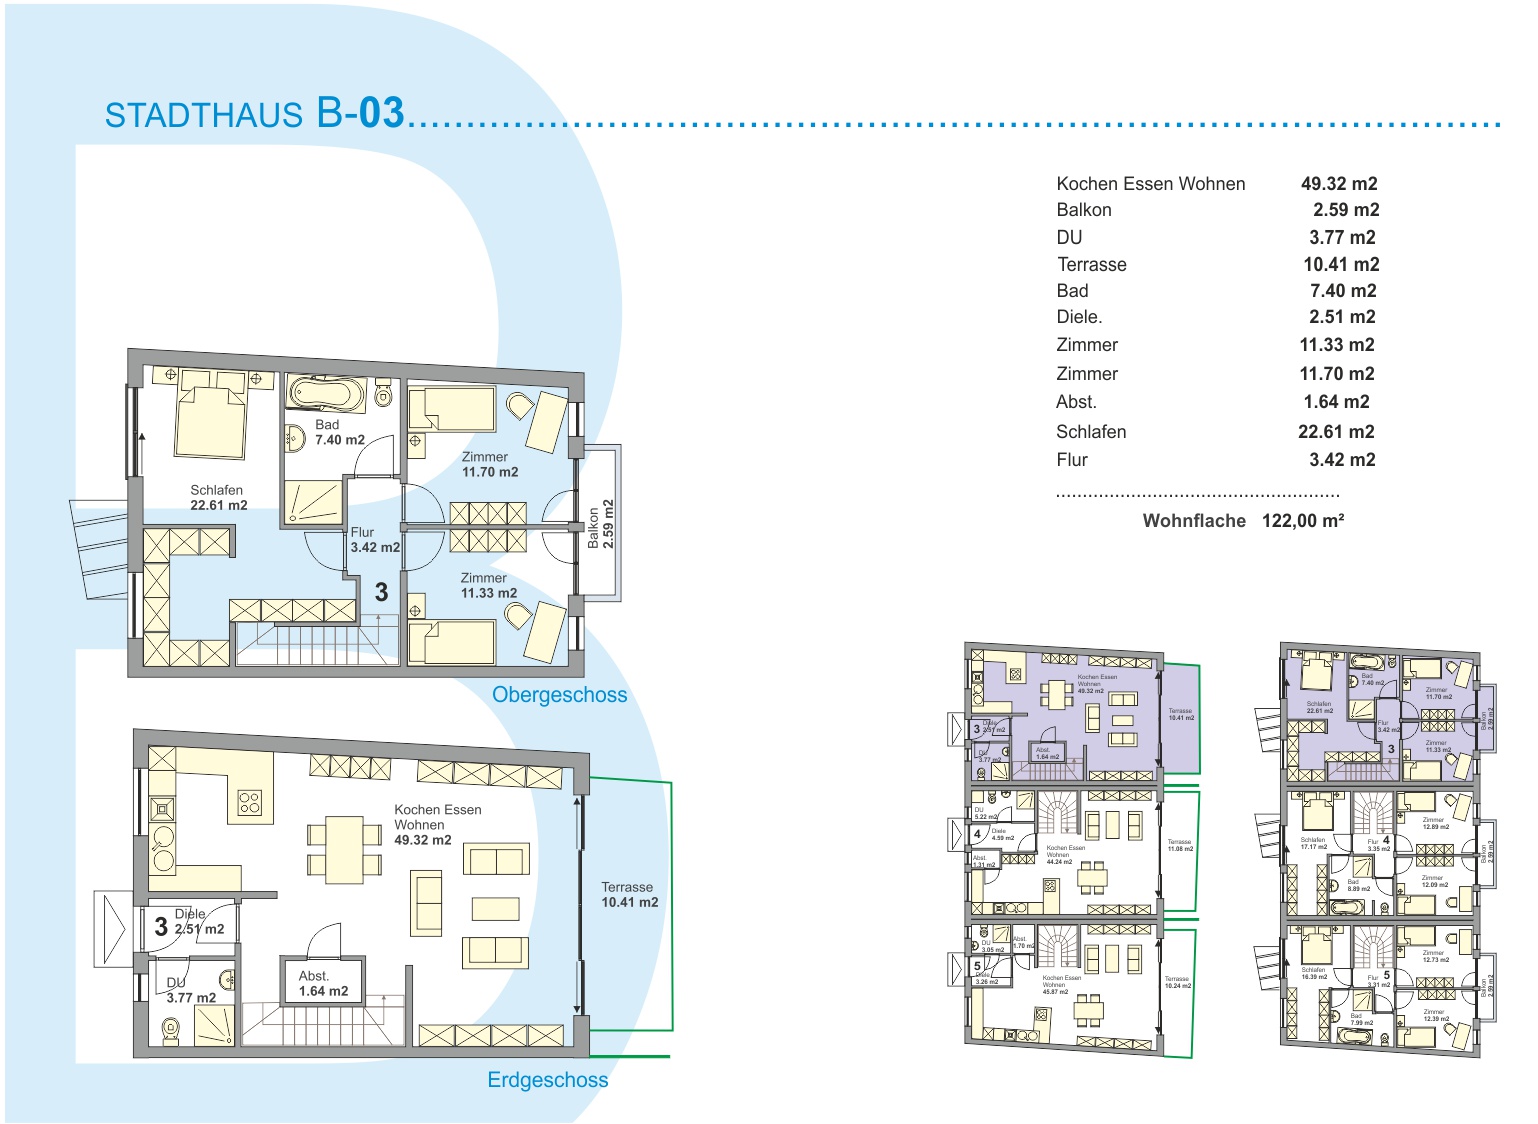 STADTHAUS B-03
Kochen Essen Wohnen 49.32 m2
Balkon 2.59 m2
DU 3.77 m2
Terrasse 10.41 m2
Bad 7.40 m2
Diele. 2.51 m2
Zimmer 11.33 m2
Zimmer 11.70 m2
Abst. 1.64 m2
Schlafen 22.61 m2
Flur 3.42 m2
Wohnflache 122,00 m²
Bad
7.40 m2
Zimmer
11.70 m2
Schlafen
22.61 m2
Balkon
2.59 m2
Flur
3.42 m2
Zimmer
11.33 m2
3
Obergeschoss
Kochen Essen
Wohnen
49.32 m2
Terrasse
10.41 m2
3
Diele
2.51 m2
DU
3.77 m2
Abst.
1.64 m2
Erdgeschoss
Kochen Essen
Wohnen
49.32 m2
Terrasse
10.41 m2
3
Diele
2.51 m2
DU
3.77 m2
Abst.
1.64 m2
DU
5.22 m2
4
Diele
4.59 m2
Abst.
1.31 m2
Kochen Essen
Wohnen
44.24 m2
Terrasse
11.08 m2
DU
3.05 m2
Abst.
1.70 m2
5
Diele
3.26 m2
Kochen Essen
Wohnen
45.87 m2
Terrasse
10.24 m2
Bad
7.40 m2
Zimmer
11.70 m2
Schlafen
22.61 m2
Flur
3.42 m2
Balkon
2.59 m2
Zimmer
11.33 m2
3
Zimmer
12.89 m2
Schlafen
17.17 m2
4
Flur
3.35 m2
Balkon
2.59 m2
Bad
8.89 m2
Zimmer
12.09 m2
Zimmer
12.73 m2
Schlafen
16.39 m2
5
Flur
3.31 m2
Balkon
2.59 m2
Bad
7.99 m2
Zimmer
12.39 m2